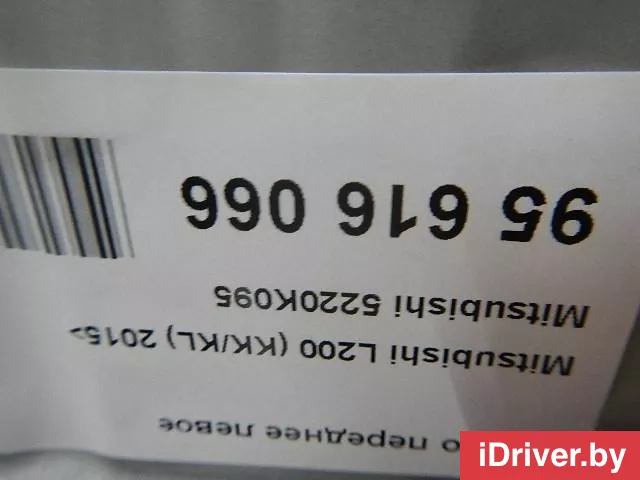 о переднее левое
Mitsubishi L200 (KK/KL) 2015>
Mitsubishi 5220K095
95 616 066
iDriver.by